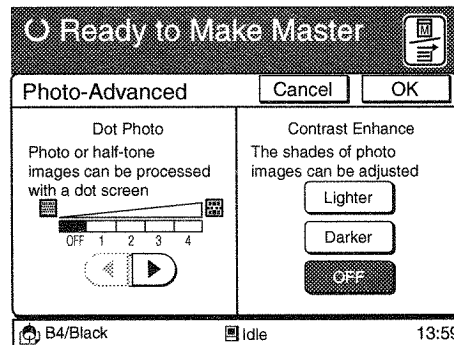 Ready to Make Master
M
Photo-Advanced
Cancel
OK
Dot Photo
Photo or half-tone
images can be processed
with a dot screen
OFF 1 2 3 4
Contrast Enhance
The shades of photo
images can be adjusted
Lighter
Darker
OFF
B4/Black
Idle
13:59